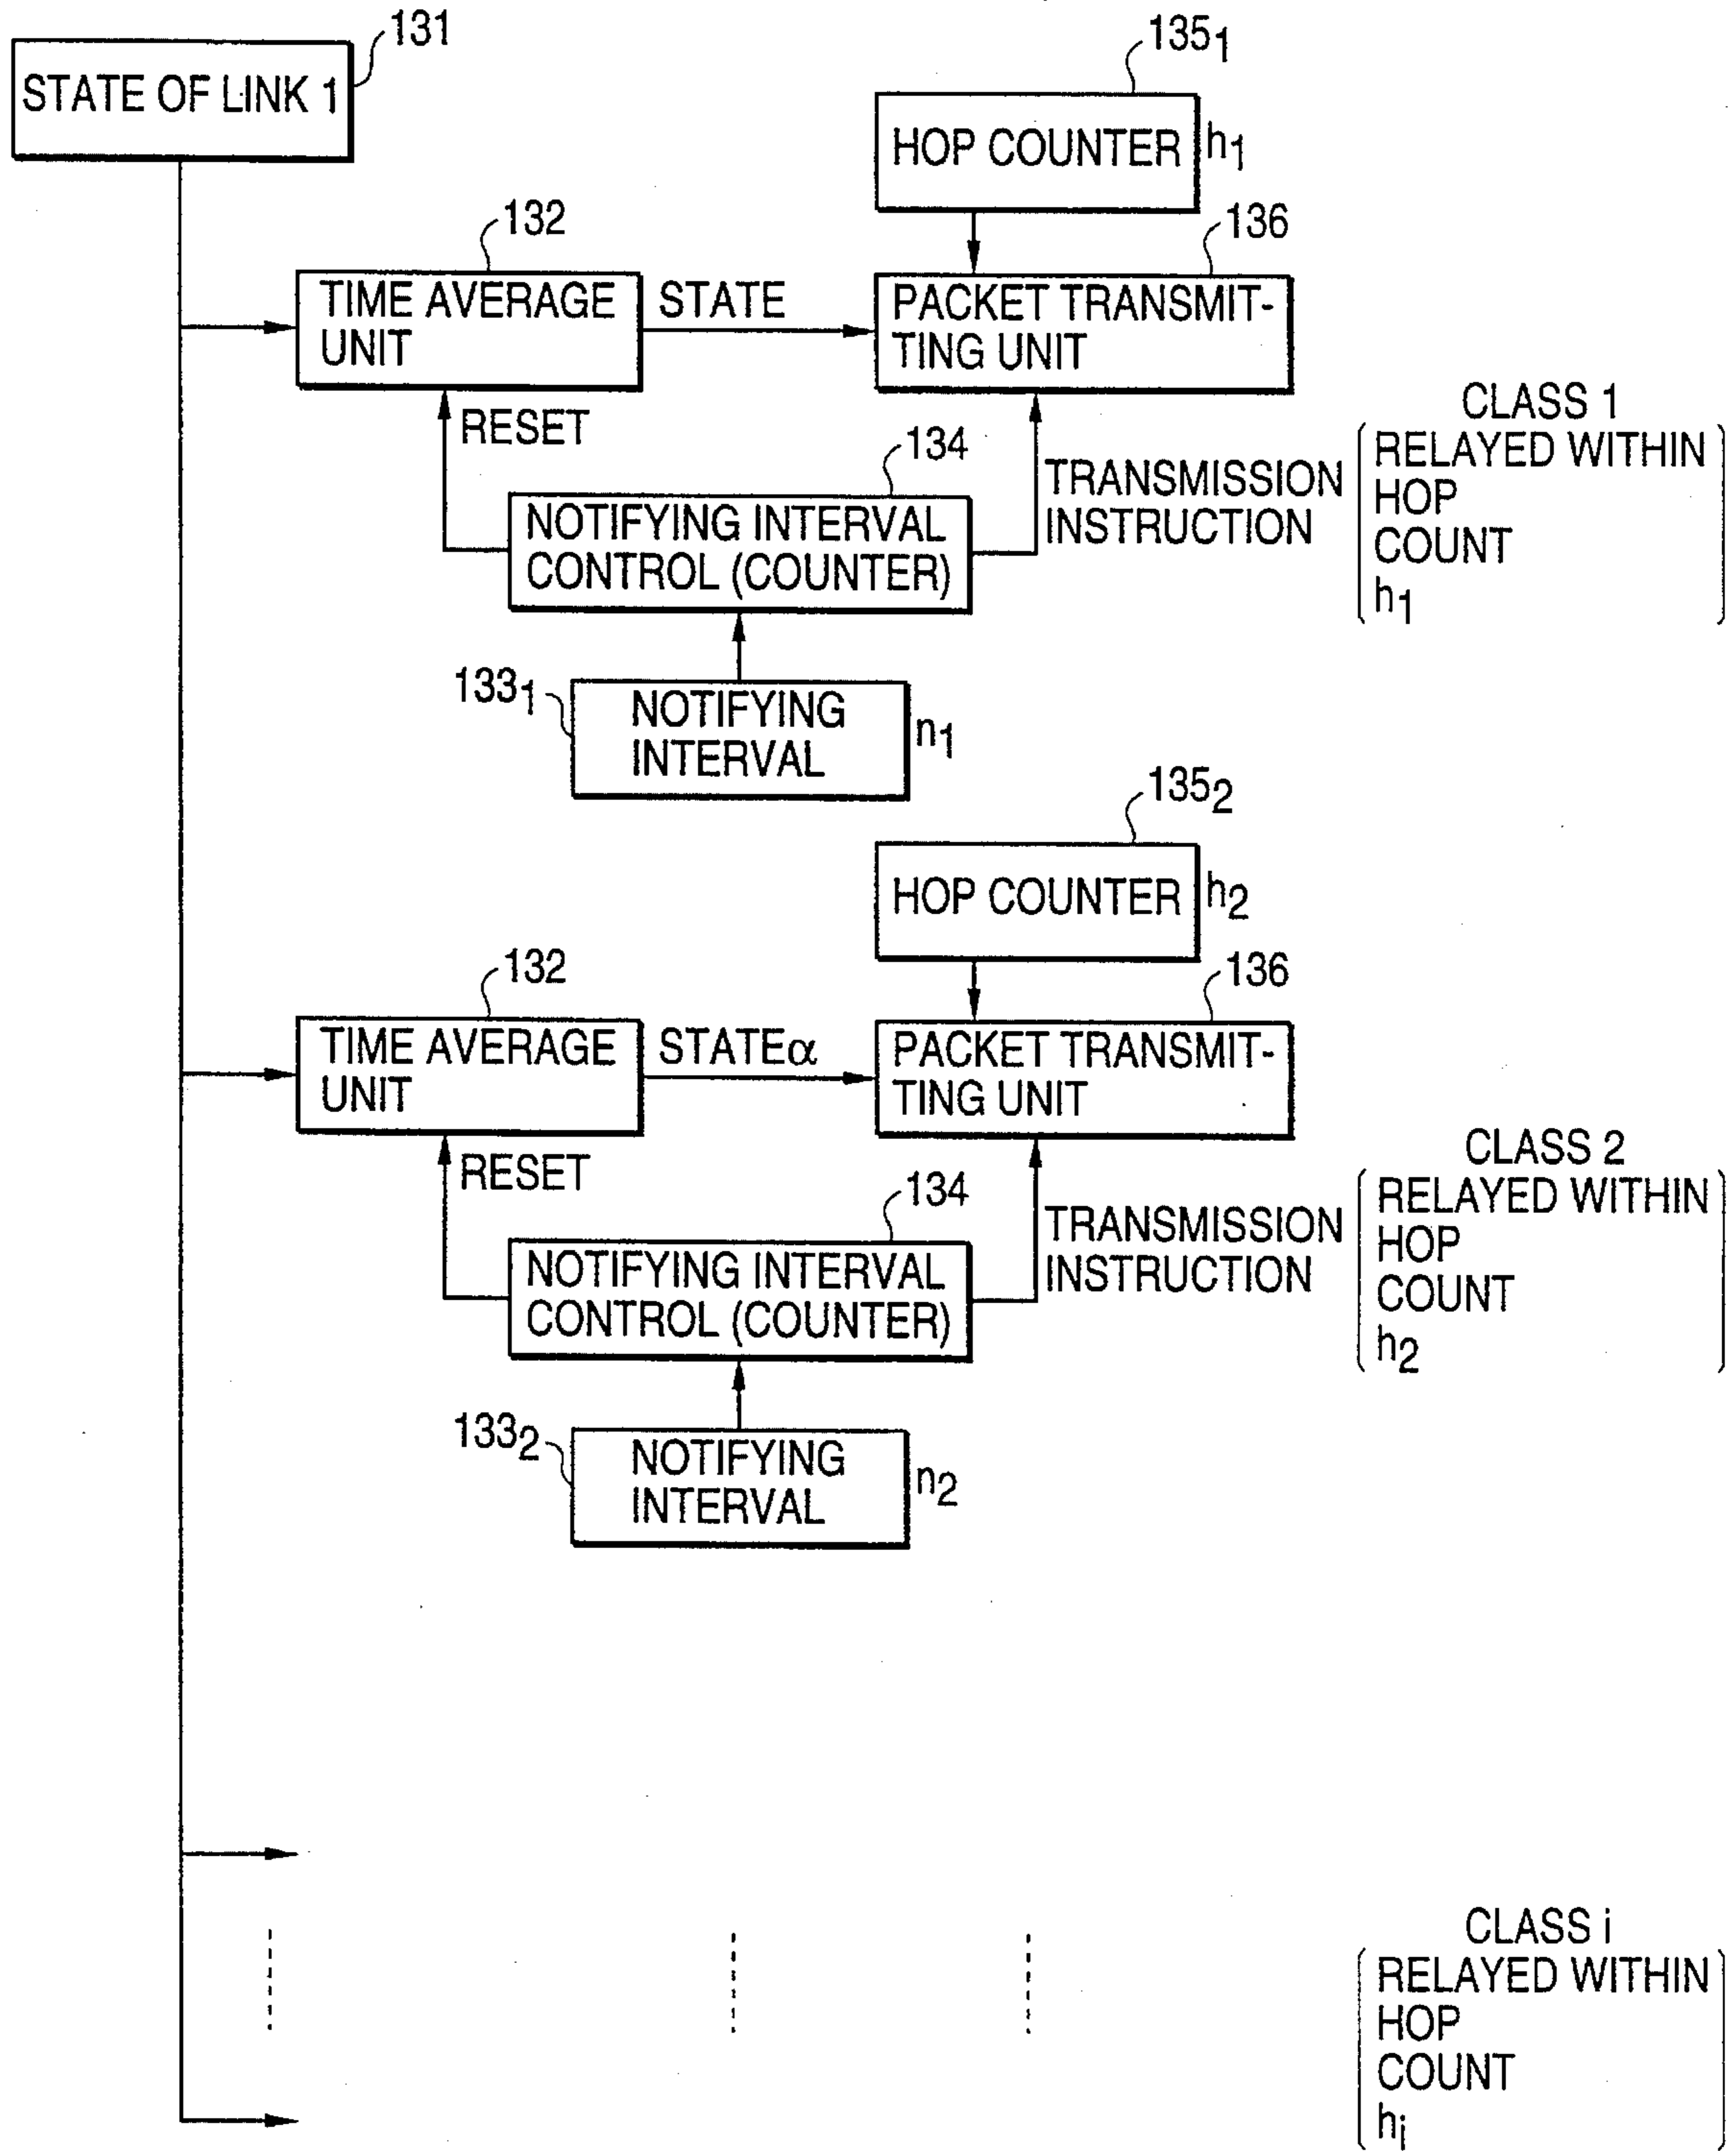 131
STATE OF LINK 1
135₁
HOP COUNTER
h₁
132
136
TIME AVERAGE
UNIT
STATE
PACKET TRANSMIT-
TING UNIT
RESET
134
NOTIFYING INTERVAL
CONTROL (COUNTER)
TRANSMISSION
INSTRUCTION
CLASS 1
RELAYED WITHIN
HOP
COUNT
h₁
133₁
NOTIFYING
INTERVAL
n₁
135₂
HOP COUNTER
h₂
132
136
TIME AVERAGE
UNIT
STATEα
PACKET TRANSMIT-
TING UNIT
RESET
134
NOTIFYING INTERVAL
CONTROL (COUNTER)
TRANSMISSION
INSTRUCTION
CLASS 2
RELAYED WITHIN
HOP
COUNT
h₂
133₂
NOTIFYING
INTERVAL
n₂
CLASS i
RELAYED WITHIN
HOP
COUNT
hᵢ